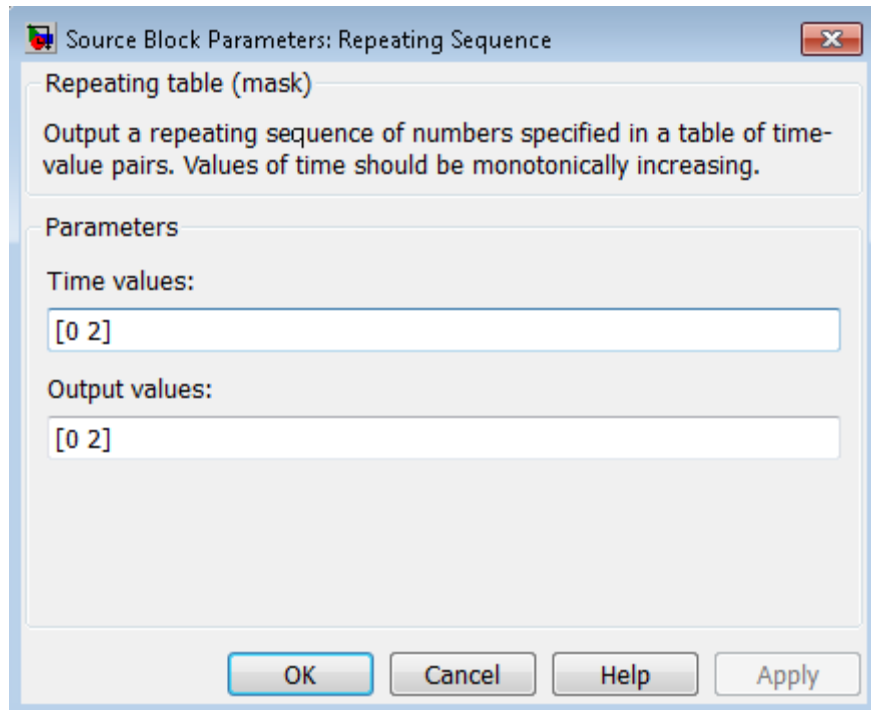 Source Block Parameters: Repeating Sequence
Repeating table (mask)
Output a repeating sequence of numbers specified in a table of time-
value pairs. Values of time should be monotonically increasing.
Parameters
Time values:
[0 2]
Output values:
[0 2]
OK Cancel Help Apply